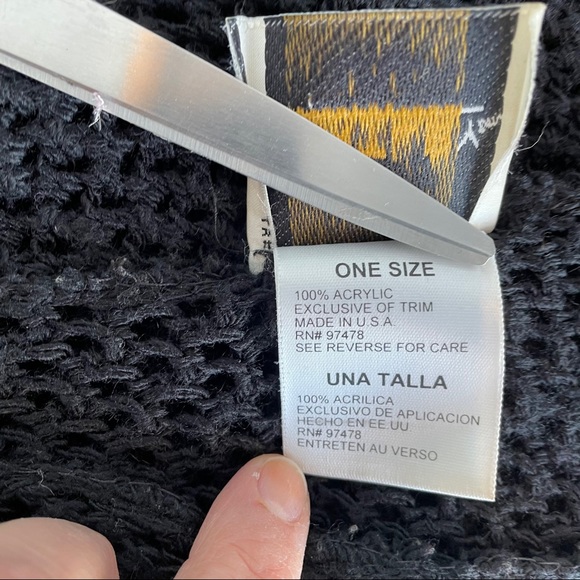 ONE SIZE
100% ACRYLIC
EXCLUSIVE OF TRIM
MADE IN U.S.A.
RN# 97478
SEE REVERSE FOR CARE
UNA TALLA
100% ACRILICA
EXCLUSIVO DE APLICACION
HECHO EN EE UU
RN# 97478
ENTRETEN AU VERSO